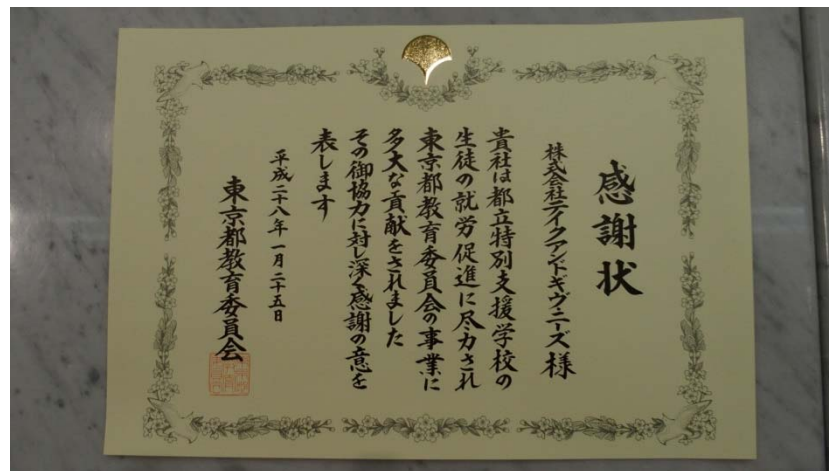 感謝状
株式会社テイクアンドギヴ・ニーズ様
貴社は都立特別支援学校の
生徒の就労促進に尽力され
東京都教育委員会の事業に
多大な貢献をされました
その御協力に対し深く感謝の意を
表します
平成二十八年一月二十五日
東京都教育委員会